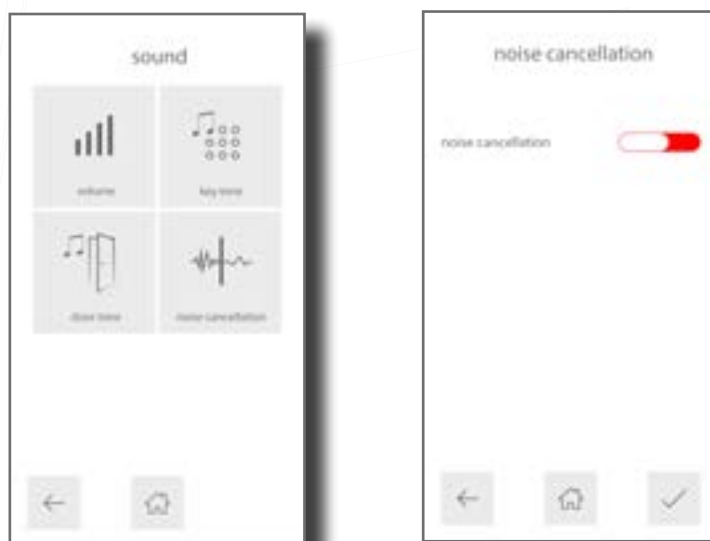 sound
volume
key tone
door tone
noise cancellation
noise cancellation
noise cancellation